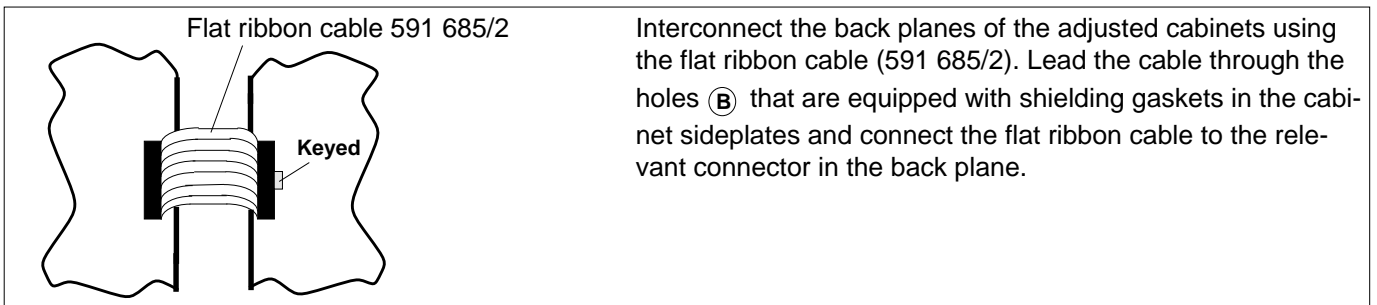 Flat ribbon cable 591 685/2
Keyed
Interconnect the back planes of the adjusted cabinets using
the flat ribbon cable (591 685/2). Lead the cable through the
holes B that are equipped with shielding gaskets in the cabi-
net sideplates and connect the flat ribbon cable to the rele-
vant connector in the back plane.